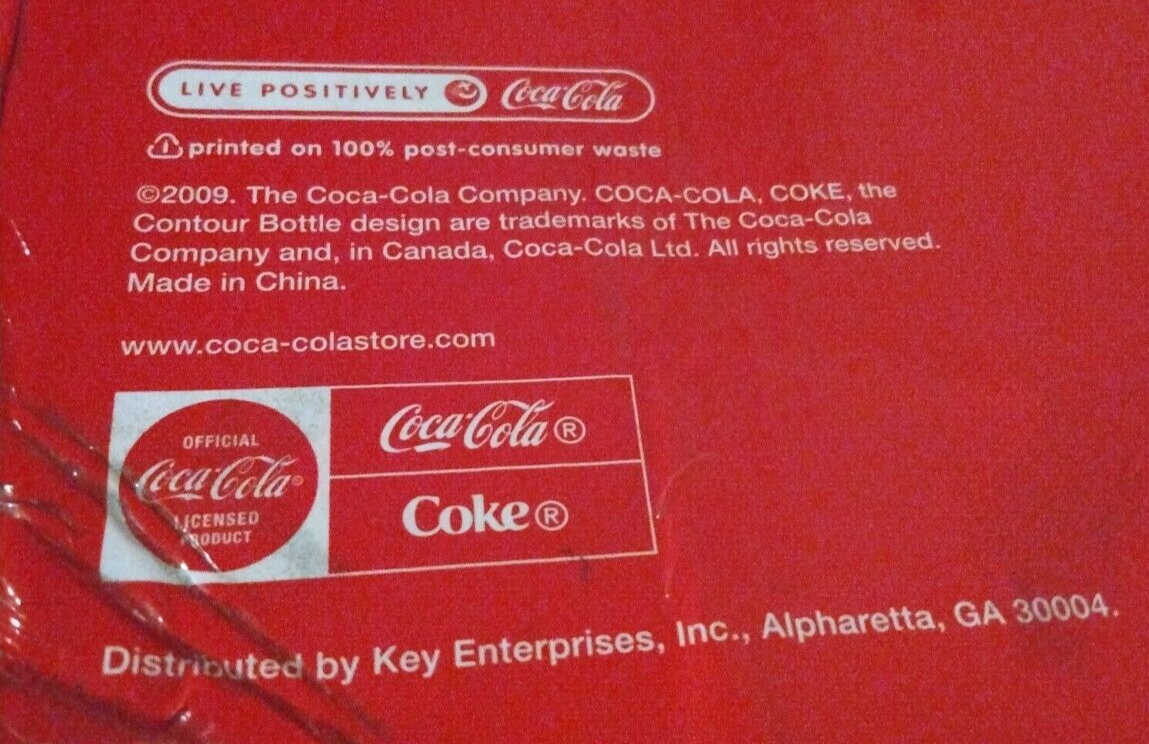 LIVE POSITIVELY Coca-Cola
printed on 100% post-consumer waste
©2009. The Coca-Cola Company. COCA-COLA, COKE, the
Contour Bottle design are trademarks of The Coca-Cola
Company and, in Canada, Coca-Cola Ltd. All rights reserved.
Made in China.
www.coca-colastore.com
OFFICIAL
Coca-Cola®
LICENSED
PRODUCT
Coca-Cola®
Coke®
Distributed by Key Enterprises, Inc., Alpharetta, GA 30004.